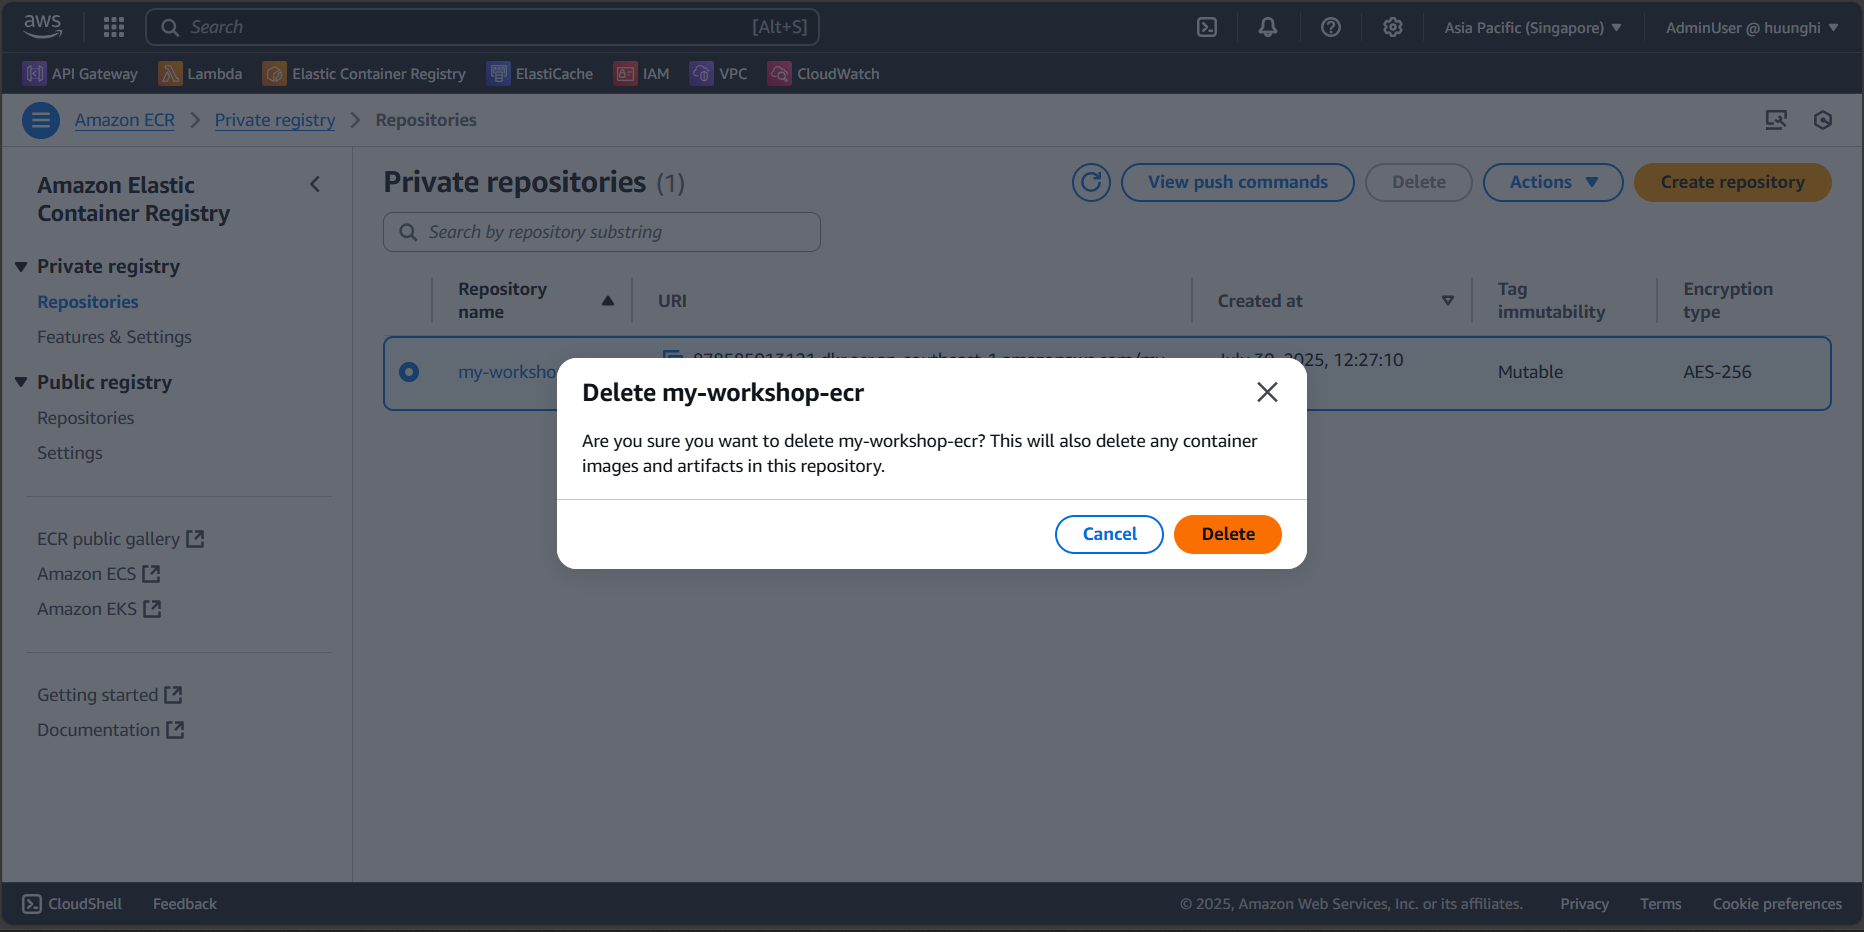 aws
Search [Alt+S]
Asia Pacific (Singapore)
AdminUser @ huunghi
API Gateway
Lambda
Elastic Container Registry
ElastiCache
IAM
VPC
CloudWatch
Amazon ECR
Private registry
Repositories
Amazon Elastic
Container Registry
Private registry
Repositories
Features & Settings
Public registry
Repositories
Settings
ECR public gallery
Amazon ECS
Amazon EKS
Getting started
Documentation
Private repositories (1)
View push commands
Delete
Actions
Create repository
Search by repository substring
Repository
name
URI
Created at
Tag
immutability
Encryption
type
2025, 12:27:10
Mutable
AES-256
Delete my-workshop-ecr
Are you sure you want to delete my-workshop-ecr? This will also delete any container
images and artifacts in this repository.
Cancel
Delete
CloudShell
Feedback
© 2025, Amazon Web Services, Inc. or its affiliates.
Privacy
Terms
Cookie preferences